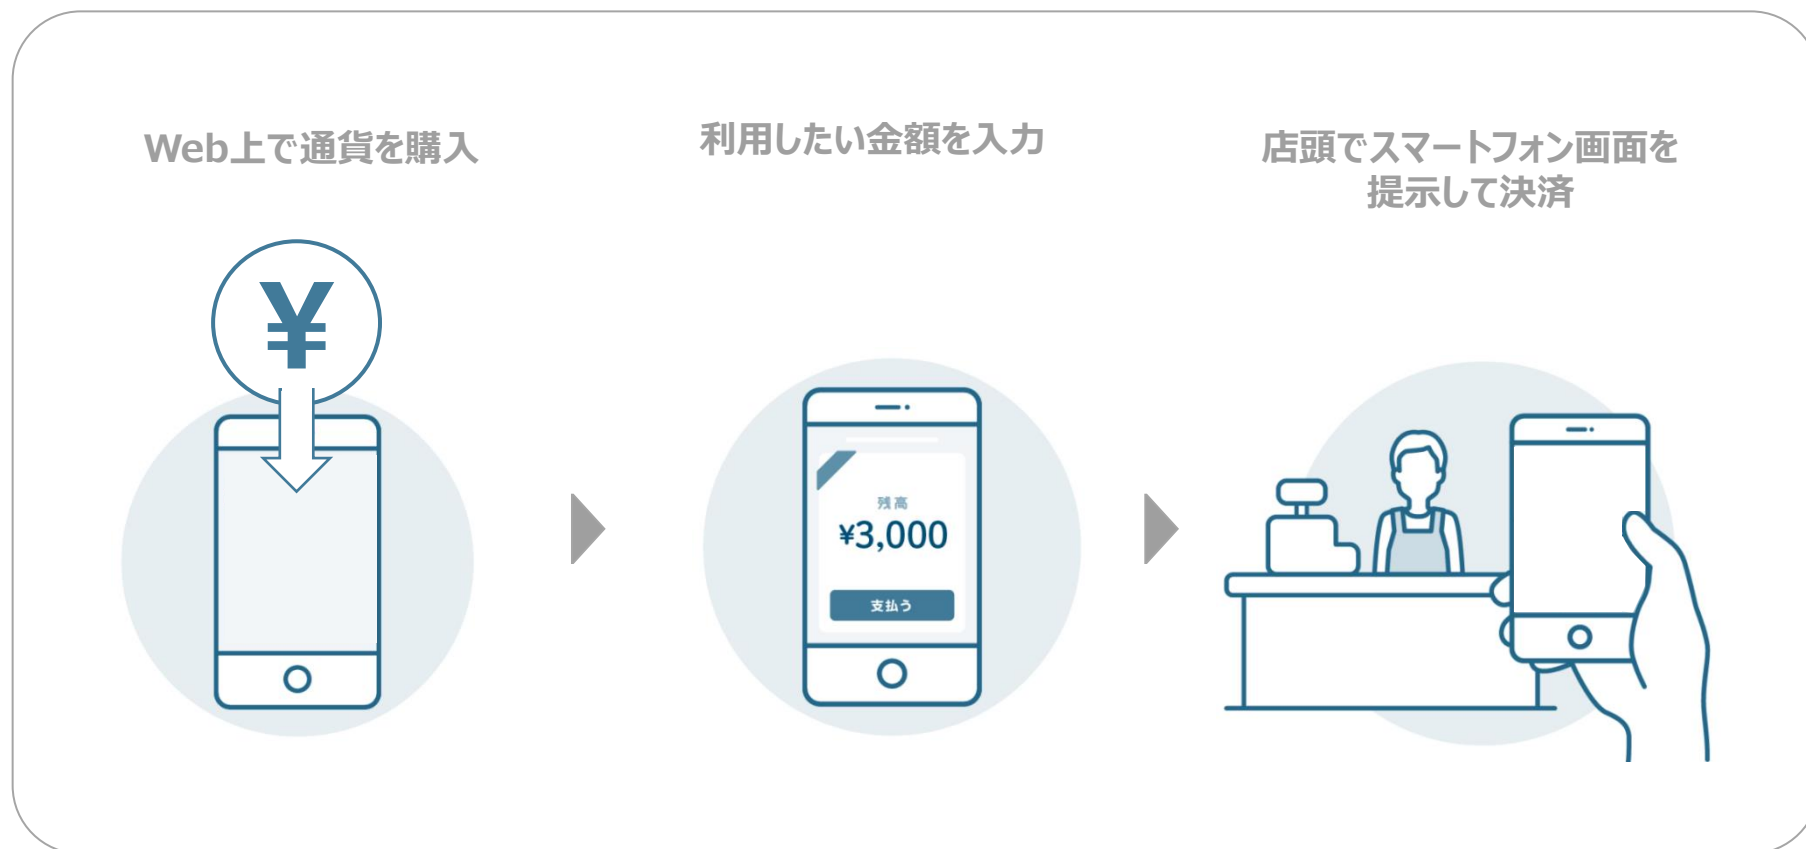 Web上で通貨を購入
利用したい金額を入力
店頭でスマートフォン画面を
提示して決済
¥
残高
¥3,000
支払う